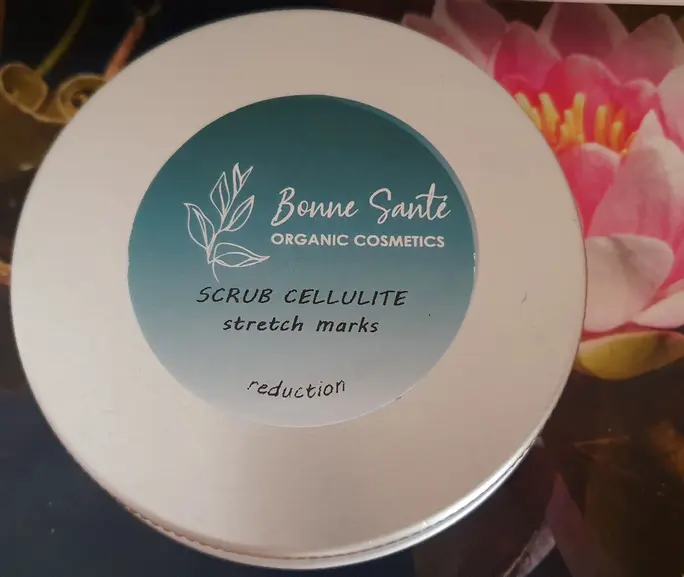 Bonne Santé
ORGANIC COSMETICS
SCRUB CELLULITE
stretch marks
reduction